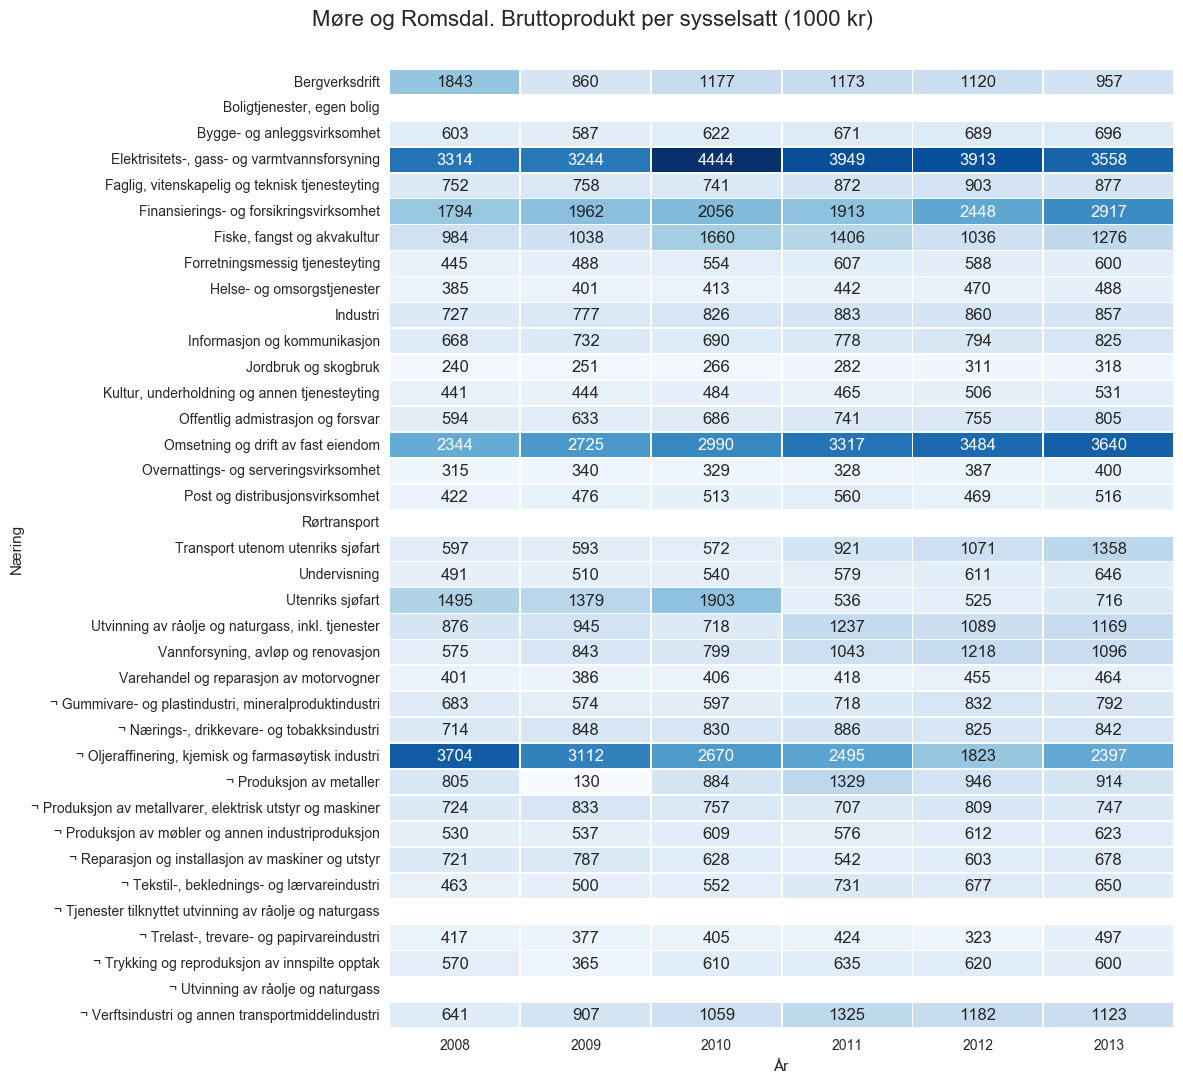 Møre og Romsdal. Bruttoprodukt per sysselsatt (1000 kr)
Bergverksdrift 1843 860 1177 1173 1120 957
Boligtjenester, egen bolig
Bygge- og anleggsvirksomhet 603 587 622 671 689 696
Elektrisitets-, gass- og varmtvannsforsyning 3314 3244 4444 3949 3913 3558
Faglig, vitenskapelig og teknisk tjenesteyting 752 758 741 872 903 877
Finansierings- og forsikringsvirksomhet 1794 1962 2056 1913 2448 2917
Fiske, fangst og akvakultur 984 1038 1660 1406 1036 1276
Forretningsmessig tjenesteyting 445 488 554 607 588 600
Helse- og omsorgstjenester 385 401 413 442 470 488
Industri 727 777 826 883 860 857
Informasjon og kommunikasjon 668 732 690 778 794 825
Jordbruk og skogbruk 240 251 266 282 311 318
Kultur, underholdning og annen tjenesteyting 441 444 484 465 506 531
Offentlig admistrasjon og forsvar 594 633 686 741 755 805
Omsetning og drift av fast eiendom 2344 2725 2990 3317 3484 3640
Overnattings- og serveringsvirksomhet 315 340 329 328 387 400
Post og distribusjonsvirksomhet 422 476 513 560 469 516
Rørtransport
Transport utenom utenriks sjøfart 597 593 572 921 1071 1358
Undervisning 491 510 540 579 611 646
Utenriks sjøfart 1495 1379 1903 536 525 716
Utvinning av råolje og naturgass, inkl. tjenester 876 945 718 1237 1089 1169
Vannforsyning, avløp og renovasjon 575 843 799 1043 1218 1096
Varehandel og reparasjon av motorvogner 401 386 406 418 455 464
¬ Gummivare- og plastindustri, mineralproduktindustri 683 574 597 718 832 792
¬ Nærings-, drikkevare- og tobakksindustri 714 848 830 886 825 842
¬ Oljeraffinering, kjemisk og farmasøytisk industri 3704 3112 2670 2495 1823 2397
¬ Produksjon av metaller 805 130 884 1329 946 914
¬ Produksjon av metallvarer, elektrisk utstyr og maskiner 724 833 757 707 809 747
¬ Produksjon av møbler og annen industriproduksjon 530 537 609 576 612 623
¬ Reparasjon og installasjon av maskiner og utstyr 721 787 628 542 603 678
¬ Tekstil-, beklednings- og lærvareindustri 463 500 552 731 677 650
¬ Tjenester tilknyttet utvinning av råolje og naturgass
¬ Trelast-, trevare- og papirvareindustri 417 377 405 424 323 497
¬ Trykking og reproduksjon av innspilte opptak 570 365 610 635 620 600
¬ Utvinning av råolje og naturgass
¬ Verftsindustri og annen transportmiddelindustri 641 907 1059 1325 1182 1123
2008 2009 2010 2011 2012 2013
År
Næring